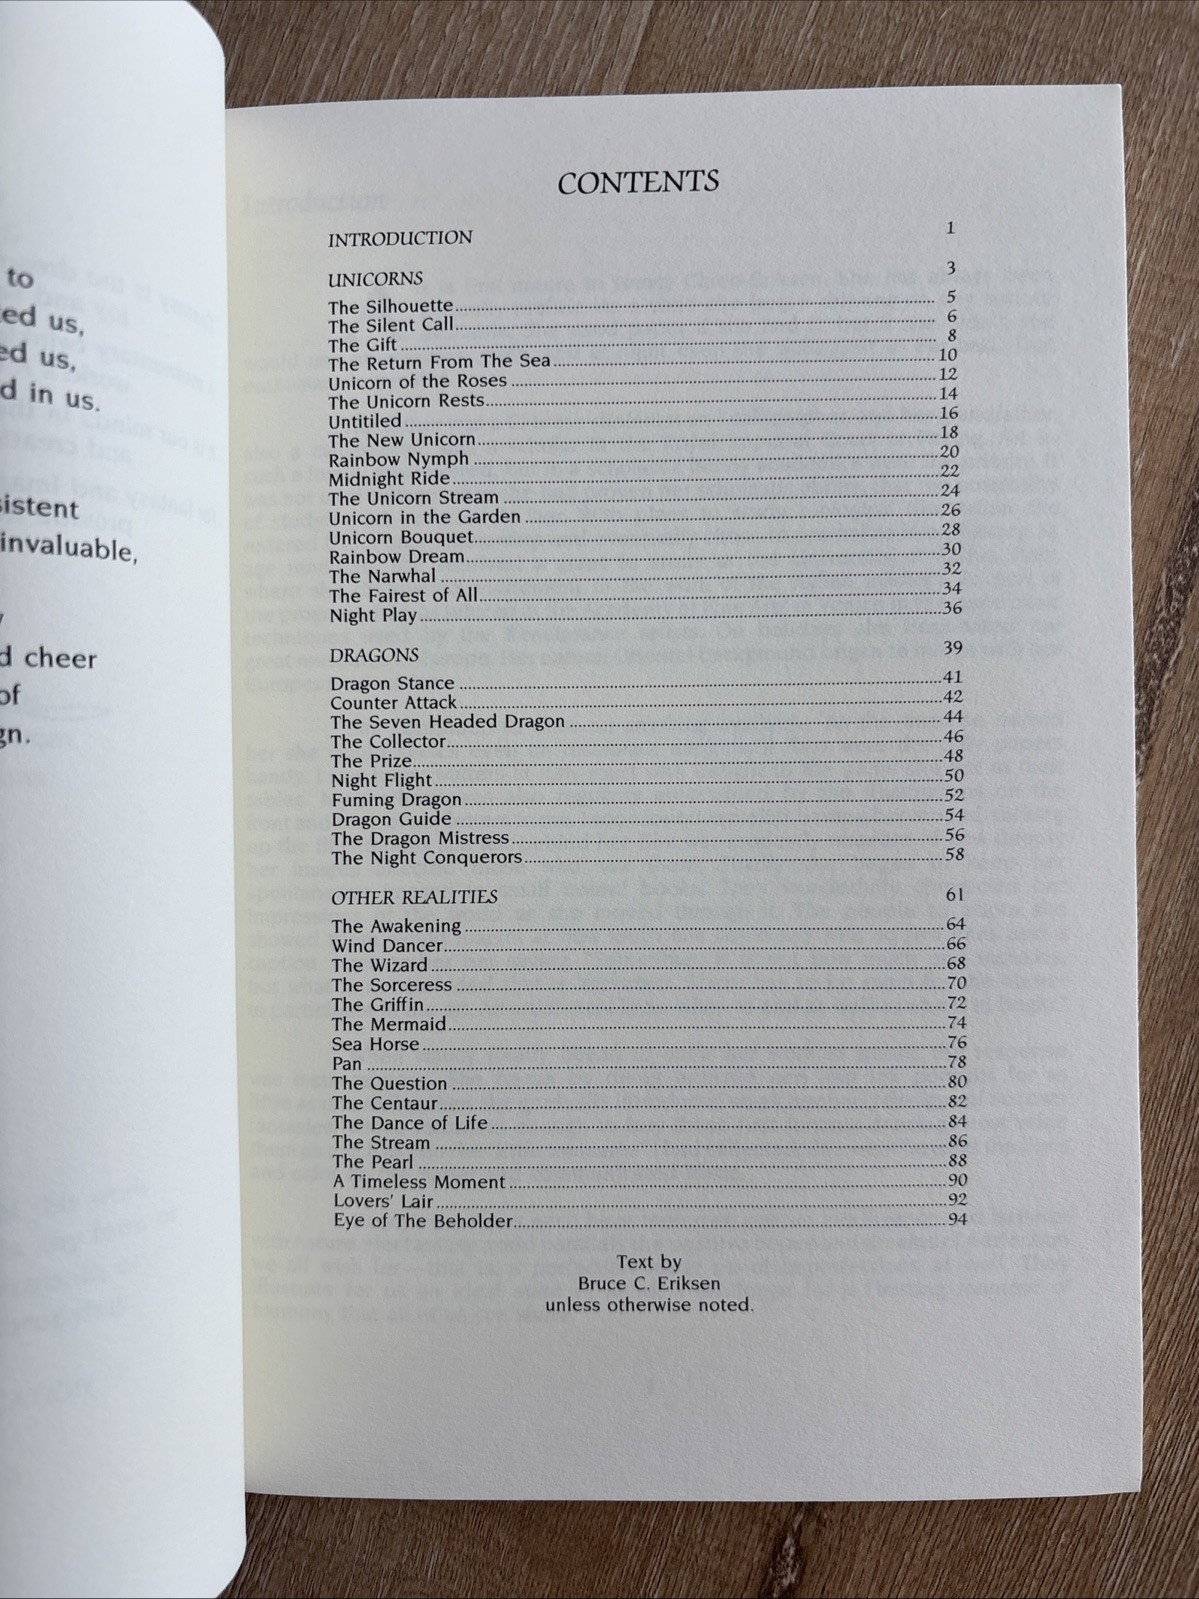 to
us,
us,
in us.
invaluable,
cheer
of
CONTENTS
INTRODUCTION 1
UNICORNS 3
The Silhouette 5
The Silent Call 6
The Gift 8
The Return From The Sea 10
Unicorn of the Roses 12
The Unicorn Rests 14
Untitiled 16
The New Unicorn 18
Rainbow Nymph 20
Midnight Ride 22
The Unicorn Stream 24
Unicorn in the Garden 26
Unicorn Bouquet 28
Rainbow Dream 30
The Narwhal 32
The Fairest of All 34
Night Play 36
DRAGONS 39
Dragon Stance 41
Counter Attack 42
The Seven Headed Dragon 44
The Collector 46
The Prize 48
Night Flight 50
Fuming Dragon 52
Dragon Guide 54
The Dragon Mistress 56
The Night Conquerors 58
OTHER REALITIES 61
The Awakening 64
Wind Dancer 66
The Wizard 68
The Sorceress 70
The Griffin 72
The Mermaid 74
Sea Horse 76
Pan 78
The Question 80
The Centaur 82
The Dance of Life 84
The Stream 86
The Pearl 88
A Timeless Moment 90
Lovers' Lair 92
Eye of The Beholder 94
Text by
Bruce C. Eriksen
unless otherwise noted.